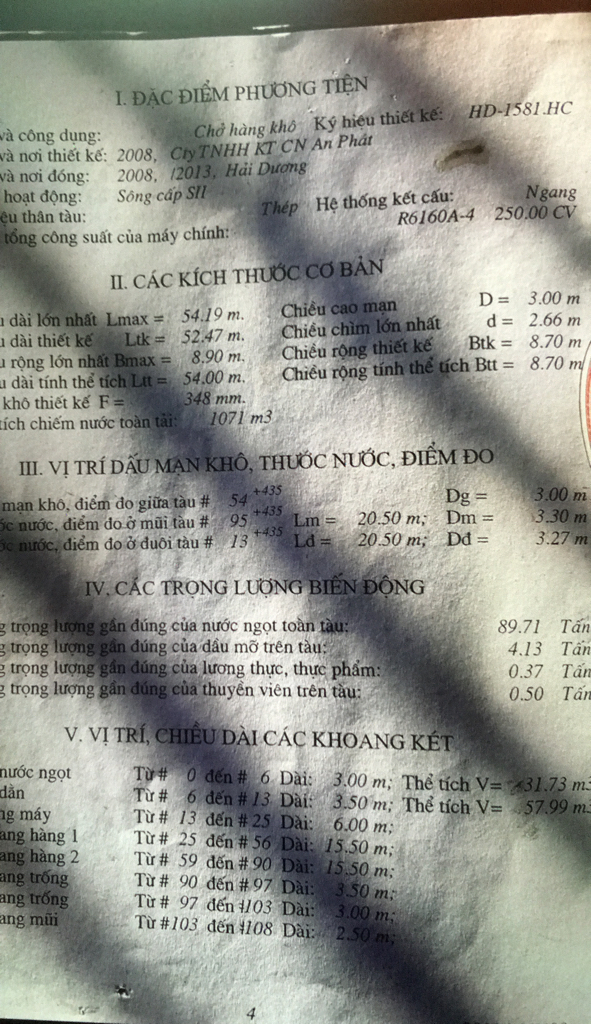 I. ĐẶC ĐIỂM PHƯƠNG TIỆN
và công dụng: Chở hàng khô Ký hiệu thiết kế: HD-1581.HC
và nơi thiết kế: 2008, Cty TNHH KT CN An Phát
và nơi đóng: 2008, /2013, Hải Dương
hoạt động: Sông cấp SII
ệu thân tàu: Thép Hệ thống kết cấu: Ngang
tổng công suất của máy chính: R6160A-4 250.00 CV
II. CÁC KÍCH THƯỚC CƠ BẢN
u dài lớn nhất Lmax = 54.19 m. Chiều cao mạn D = 3.00 m
u dài thiết kế Ltk = 52.47 m. Chiều chìm lớn nhất d = 2.66 m
u rộng lớn nhất Bmax = 8.90 m. Chiều rộng thiết kế Btk = 8.70 m
u dài tính thể tích Ltt = 54.00 m. Chiều rộng tính thể tích Btt = 8.70 m
khô thiết kế F = 348 mm.
tích chiếm nước toàn tải: 1071 m3
III. VỊ TRÍ DẤU MẠN KHÔ, THƯỚC NƯỚC, ĐIỂM ĐO
mạn khô, điểm đo giữa tàu # 54 +435 Dg = 3.00 m
ớc nước, điểm đo ở mũi tàu # 95 +435 Lm = 20.50 m; Dm = 3.30 m
ớc nước, điểm đo ở đuôi tàu # 13 +435 Lđ = 20.50 m; Dđ = 3.27 m
IV. CÁC TRỌNG LƯỢNG BIẾN ĐỘNG
g trọng lượng gần đúng của nước ngọt toàn tàu: 89.71 Tấn
g trọng lượng gần đúng của dầu mỡ trên tàu: 4.13 Tấn
g trọng lượng gần đúng của lương thực, thực phẩm: 0.37 Tấn
g trọng lượng gần đúng của thuyền viên trên tàu: 0.50 Tấn
V. VỊ TRÍ, CHIỀU DÀI CÁC KHOANG KÉT
nước ngọt Từ # 0 đến # 6 Dài: 3.00 m; Thể tích V= 31.73 m3
dằn Từ # 6 đến # 13 Dài: 3.50 m; Thể tích V= 57.99 m3
ng máy Từ # 13 đến # 25 Dài: 6.00 m;
ang hàng 1 Từ # 25 đến # 56 Dài: 15.50 m;
ang hàng 2 Từ # 59 đến # 90 Dài: 15.50 m;
ang trống Từ # 90 đến # 97 Dài: 3.50 m;
ang trống Từ # 97 đến #103 Dài: 3.00 m;
ang mũi Từ #103 đến #108 Dài: 2.50 m;
4